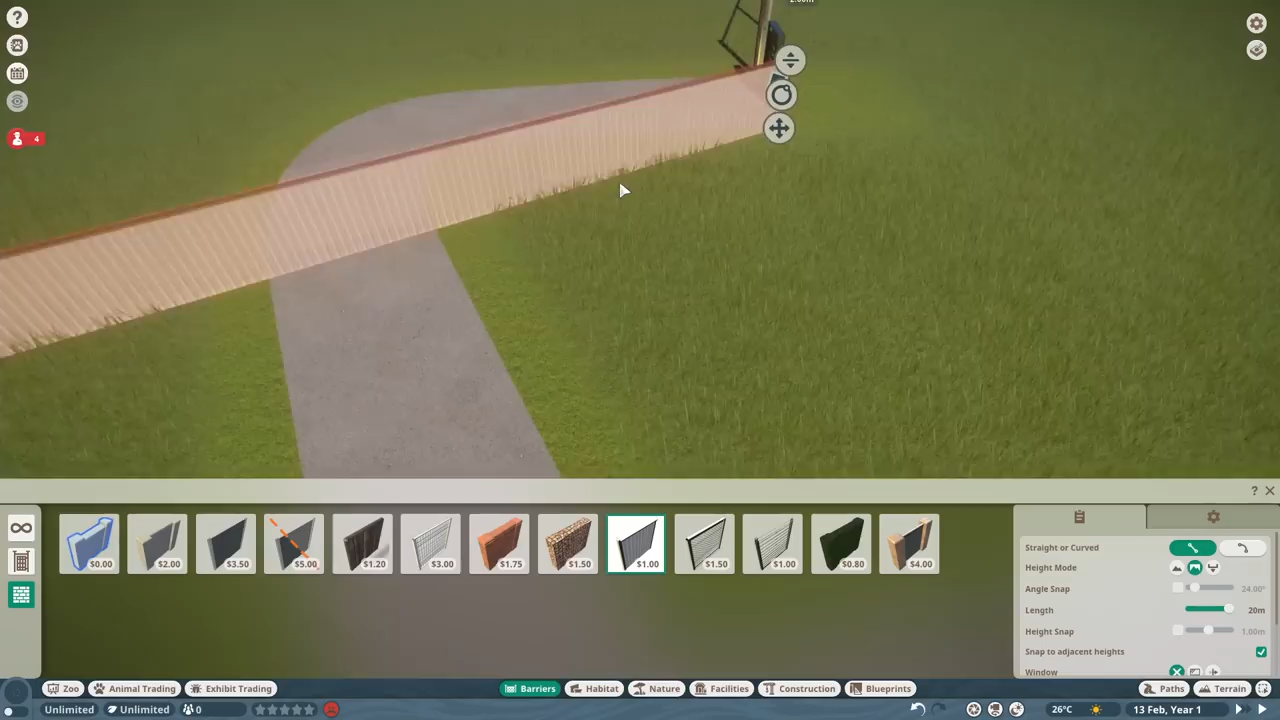 2.00m
?
4
? ×
$0.00 $2.00 $3.50 $5.00 $1.20 $3.00 $1.75 $1.50 $1.00 $1.50 $1.00 $0.80 $4.00
Straight or Curved
Height Mode
Angle Snap 24.00°
Length 20m
Height Snap 1.00m
Snap to adjacent heights
Window
Zoo Animal Trading Exhibit Trading Barriers Habitat Nature Facilities Construction Blueprints Paths Terrain
Unlimited Unlimited 0 26°C 13 Feb, Year 1